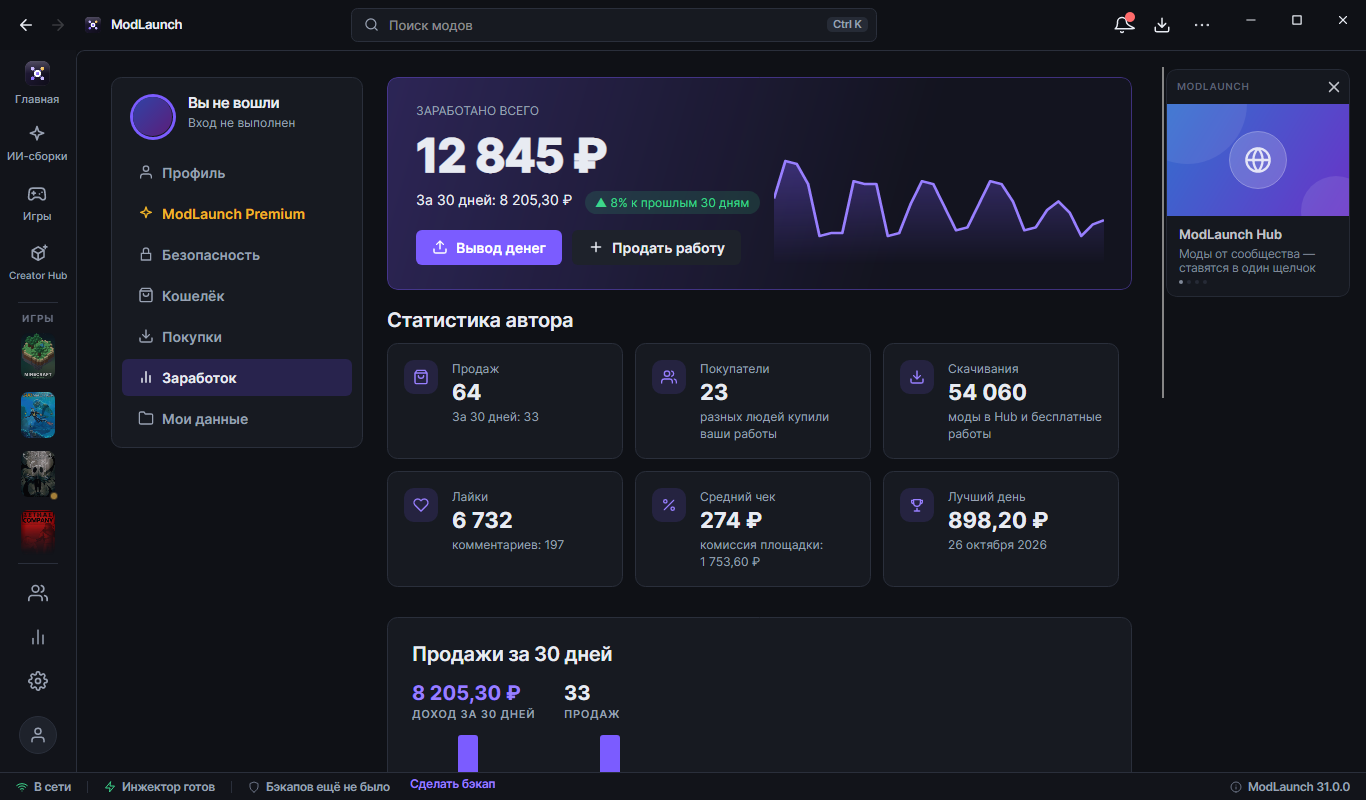 ModLaunch
Поиск модов
Ctrl K
Главная
ИИ-сборки
Игры
Creator Hub
ИГРЫ
MINECRAFT
LETHAL
COMPANY
Вы не вошли
Вход не выполнен
Профиль
ModLaunch Premium
Безопасность
Кошелёк
Покупки
Заработок
Мои данные
ЗАРАБОТАНО ВСЕГО
12 845 ₽
За 30 дней: 8 205,30 ₽
▲ 8% к прошлым 30 дням
Вывод денег
Продать работу
Статистика автора
Продаж
64
За 30 дней: 33
Покупатели
23
разных людей купили
ваши работы
Скачивания
54 060
моды в Hub и бесплатные
работы
Лайки
6 732
комментариев: 197
Средний чек
274 ₽
комиссия площадки:
1 753,60 ₽
Лучший день
898,20 ₽
26 октября 2026
Продажи за 30 дней
8 205,30 ₽
ДОХОД ЗА 30 ДНЕЙ
33
ПРОДАЖ
MODLAUNCH
ModLaunch Hub
Моды от сообщества —
ставятся в один щелчок
В сети
Инжектор готов
Бэкапов ещё не было
Сделать бэкап
ModLaunch 31.0.0